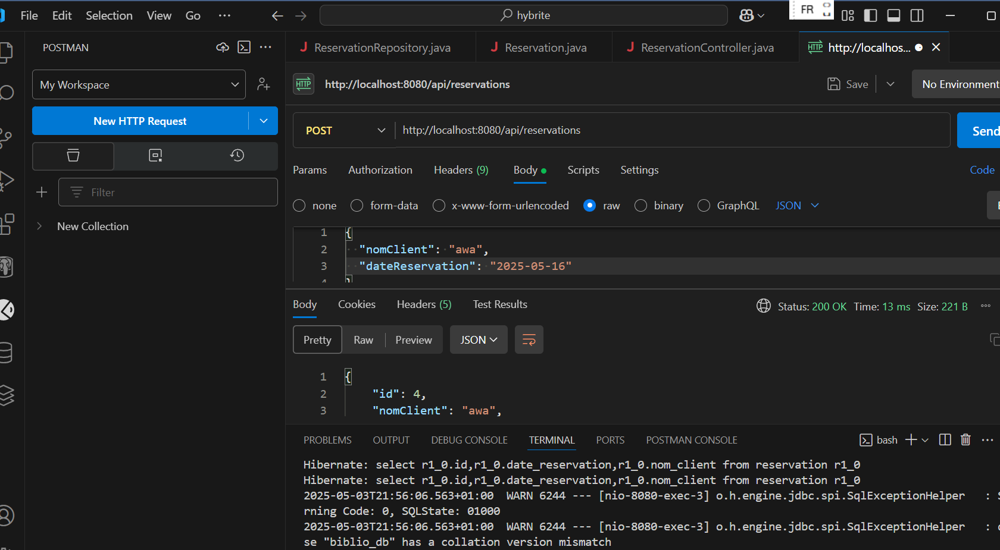 File Edit Selection View Go ··· hybrite FR
POSTMAN
ReservationRepository.java Reservation.java ReservationController.java http://localhos...
My Workspace
http://localhost:8080/api/reservations Save No Environment
New HTTP Request
POST http://localhost:8080/api/reservations Send
Params Authorization Headers (9) Body Scripts Settings Code
Filter
none form-data x-www-form-urlencoded raw binary GraphQL JSON
New Collection
1 {
2 "nomClient": "awa",
3 "dateReservation": "2025-05-16"
4 }
Body Cookies Headers (5) Test Results Status: 200 OK Time: 13 ms Size: 221 B
Pretty Raw Preview JSON
1 {
2 "id": 4,
3 "nomClient": "awa",
PROBLEMS OUTPUT DEBUG CONSOLE TERMINAL PORTS POSTMAN CONSOLE bash
Hibernate: select r1_0.id,r1_0.date_reservation,r1_0.nom_client from reservation r1_0
Hibernate: select r1_0.id,r1_0.date_reservation,r1_0.nom_client from reservation r1_0
2025-05-03T21:56:06.563+01:00  WARN 6244 --- [nio-8080-exec-3] o.h.engine.jdbc.spi.SqlExceptionHelper   :
rning Code: 0, SQLState: 01000
2025-05-03T21:56:06.563+01:00  WARN 6244 --- [nio-8080-exec-3] o.h.engine.jdbc.spi.SqlExceptionHelper   :
se "biblio_db" has a collation version mismatch